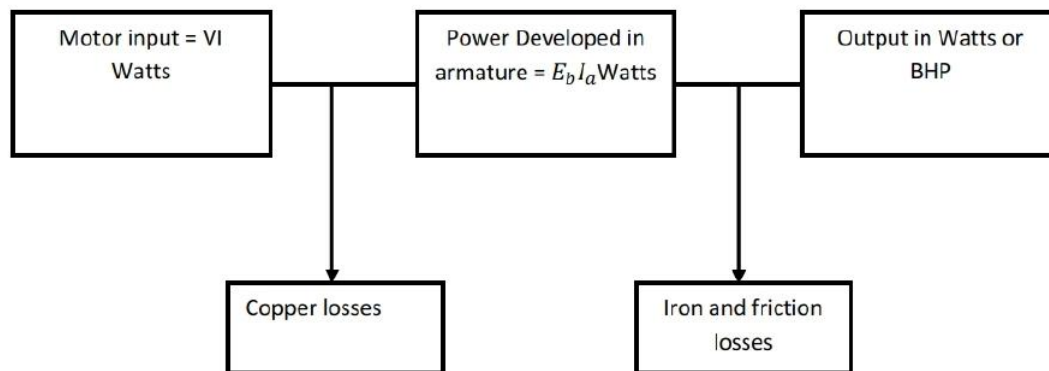 Motor input = VI
Watts
Power Developed in
armature = $E_b I_a$Watts
Output in Watts or
BHP
Copper losses
Iron and friction
losses